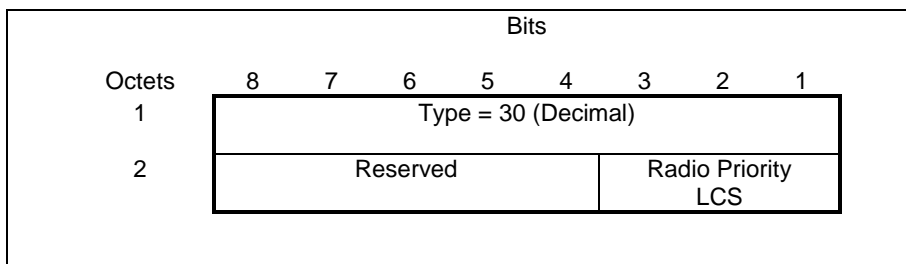 Bits
Octets 8 7 6 5 4 3 2 1
1 Type = 30 (Decimal)
2 Reserved Radio Priority
LCS